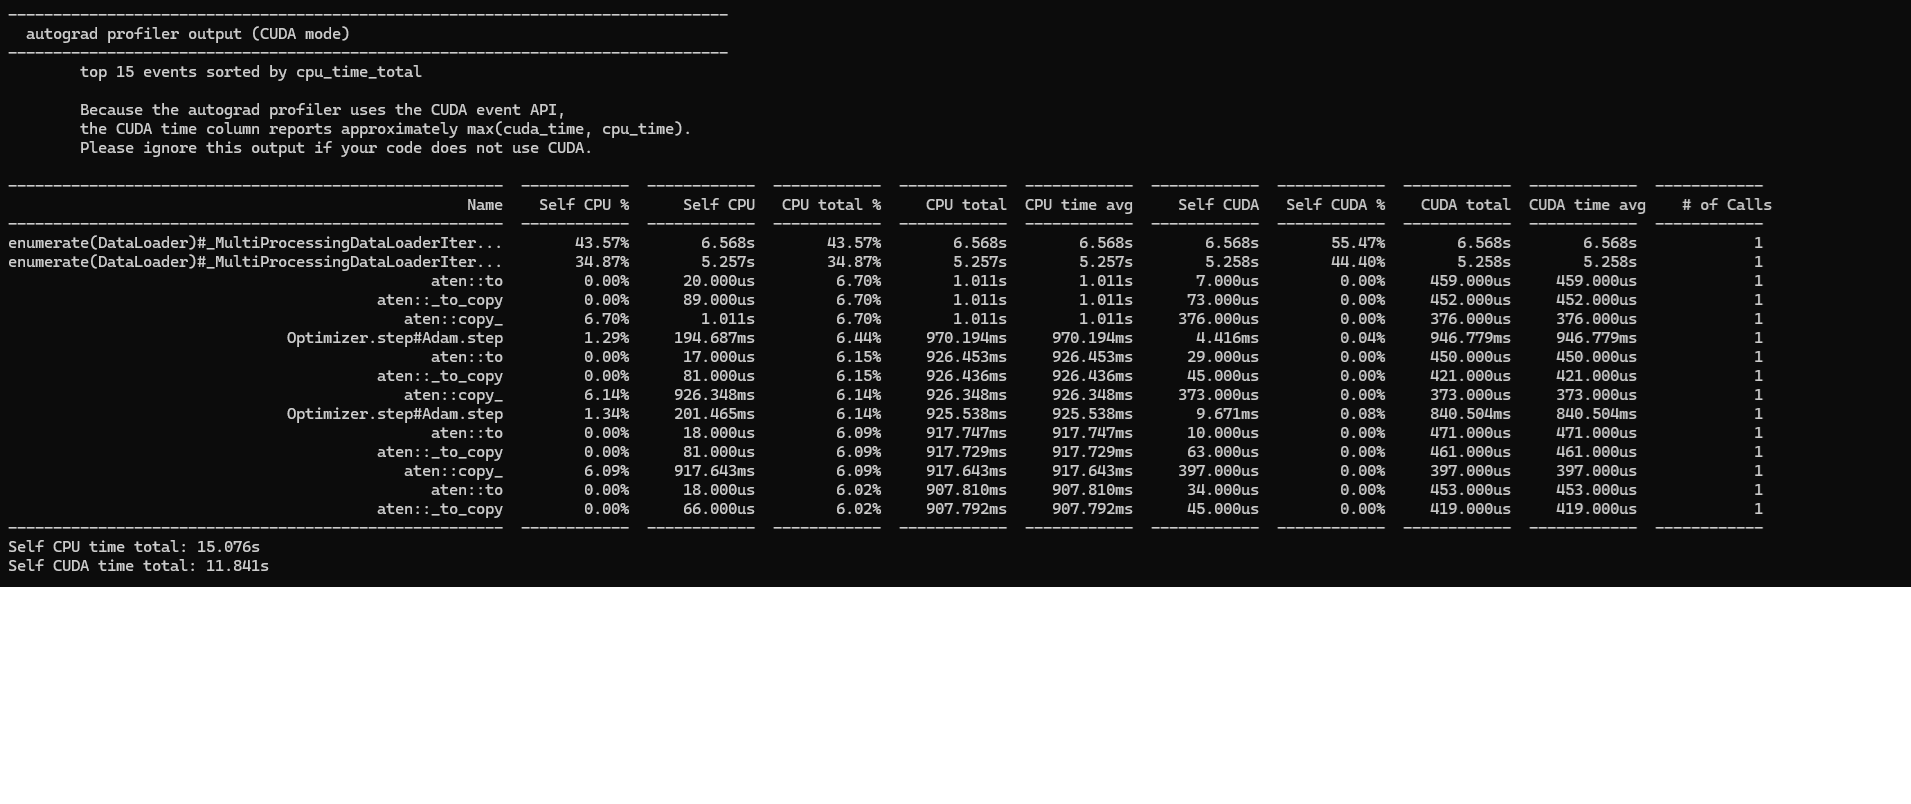 --------------------------------------------------------------------------------
  autograd profiler output (CUDA mode)
--------------------------------------------------------------------------------
        top 15 events sorted by cpu_time_total

        Because the autograd profiler uses the CUDA event API,
        the CUDA time column reports approximately max(cuda_time, cpu_time).
        Please ignore this output if your code does not use CUDA.

-------------------------------------------------------  ------------  ------------  ------------  ------------  ------------  ------------  ------------  ------------  ------------  ------------
Name    Self CPU %      Self CPU   CPU total %     CPU total  CPU time avg     Self CUDA   Self CUDA %    CUDA total  CUDA time avg    # of Calls
-------------------------------------------------------  ------------  ------------  ------------  ------------  ------------  ------------  ------------  ------------  ------------  ------------
enumerate(DataLoader)#_MultiProcessingDataLoaderIter...        43.57%        6.568s        43.57%        6.568s        6.568s        6.568s        55.47%        6.568s        6.568s             1
enumerate(DataLoader)#_MultiProcessingDataLoaderIter...        34.87%        5.257s        34.87%        5.257s        5.257s        5.258s        44.40%        5.258s        5.258s             1
aten::to         0.00%      20.000us         6.70%        1.011s        1.011s       7.000us         0.00%     459.000us     459.000us             1
aten::_to_copy         0.00%      89.000us         6.70%        1.011s        1.011s      73.000us         0.00%     452.000us     452.000us             1
aten::copy_         6.70%        1.011s         6.70%        1.011s        1.011s     376.000us         0.00%     376.000us     376.000us             1
Optimizer.step#Adam.step         1.29%     194.687ms         6.44%     970.194ms     970.194ms       4.416ms         0.04%     946.779ms     946.779ms             1
aten::to         0.00%      17.000us         6.15%     926.453ms     926.453ms      29.000us         0.00%     450.000us     450.000us             1
aten::_to_copy         0.00%      81.000us         6.15%     926.436ms     926.436ms      45.000us         0.00%     421.000us     421.000us             1
aten::copy_         6.14%     926.348ms         6.14%     926.348ms     926.348ms     373.000us         0.00%     373.000us     373.000us             1
Optimizer.step#Adam.step         1.34%     201.465ms         6.14%     925.538ms     925.538ms       9.671ms         0.08%     840.504ms     840.504ms             1
aten::to         0.00%      18.000us         6.09%     917.747ms     917.747ms      10.000us         0.00%     471.000us     471.000us             1
aten::_to_copy         0.00%      81.000us         6.09%     917.729ms     917.729ms      63.000us         0.00%     461.000us     461.000us             1
aten::copy_         6.09%     917.643ms         6.09%     917.643ms     917.643ms     397.000us         0.00%     397.000us     397.000us             1
aten::to         0.00%      18.000us         6.02%     907.810ms     907.810ms      34.000us         0.00%     453.000us     453.000us             1
aten::_to_copy         0.00%      66.000us         6.02%     907.792ms     907.792ms      45.000us         0.00%     419.000us     419.000us             1
-------------------------------------------------------  ------------  ------------  ------------  ------------  ------------  ------------  ------------  ------------  ------------  ------------
Self CPU time total: 15.076s
Self CUDA time total: 11.841s